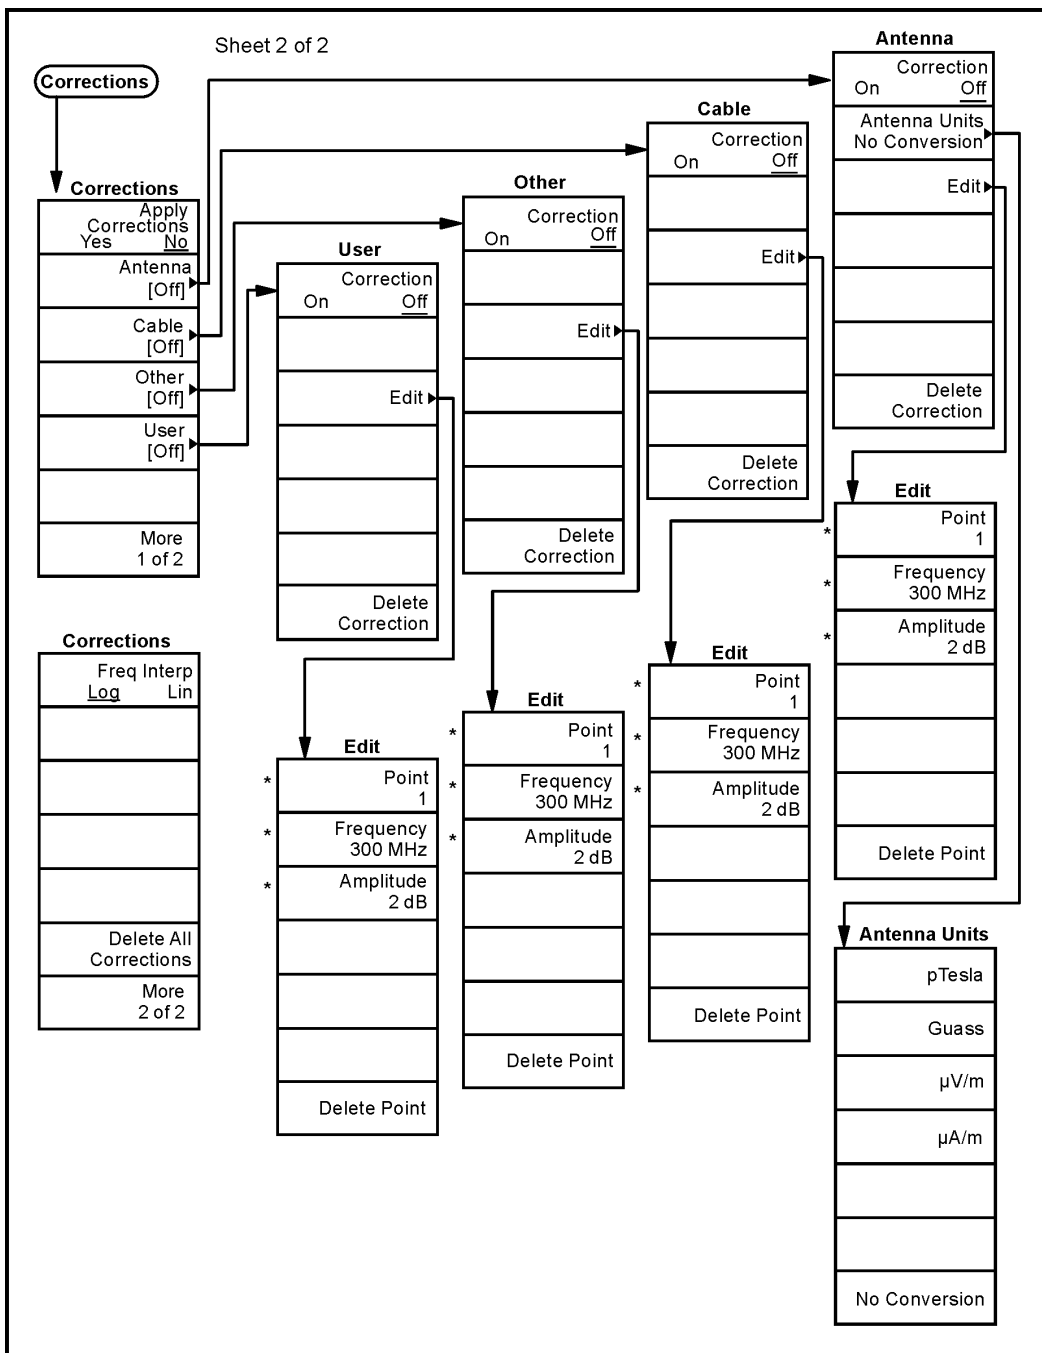 Sheet 2 of 2
Corrections
Corrections
Apply
Corrections
Yes No
Antenna
[Off]
Cable
[Off]
Other
[Off]
User
[Off]
More
1 of 2
Corrections
Freq Interp
Log Lin
Delete All
Corrections
More
2 of 2
User
Correction
On Off
Edit
Delete
Correction
Edit
* Point
1
* Frequency
300 MHz
* Amplitude
2 dB
Delete Point
Other
Correction
On Off
Edit
Delete
Correction
Edit
* Point
1
* Frequency
300 MHz
* Amplitude
2 dB
Delete Point
Cable
Correction
On Off
Edit
Delete
Correction
Edit
* Point
1
* Frequency
300 MHz
* Amplitude
2 dB
Delete Point
Antenna
Correction
On Off
Antenna Units
No Conversion
Edit
Delete
Correction
Edit
* Point
1
* Frequency
300 MHz
* Amplitude
2 dB
Delete Point
Antenna Units
pTesla
Guass
µV/m
µA/m
No Conversion